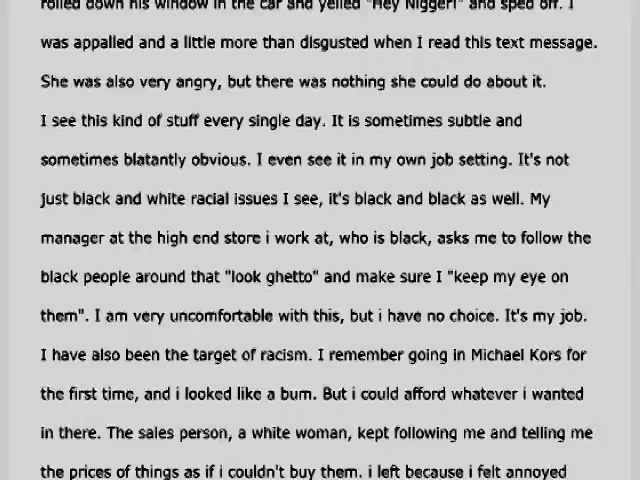 rolled down his window in the car and yelled "Hey Nigger!" and sped off. I
was appalled and a little more than disgusted when I read this text message.
She was also very angry, but there was nothing she could do about it.
I see this kind of stuff every single day. It is sometimes subtle and
sometimes blatantly obvious. I even see it in my own job setting. It's not
just black and white racial issues I see, it's black and black as well. My
manager at the high end store i work at, who is black, asks me to follow the
black people around that "look ghetto" and make sure I "keep my eye on
them". I am very uncomfortable with this, but i have no choice. It's my job.
I have also been the target of racism. I remember going in Michael Kors for
the first time, and i looked like a bum. But i could afford whatever i wanted
in there. The sales person, a white woman, kept following me and telling me
the prices of things as if i couldn't buy them. i left because i felt annoyed